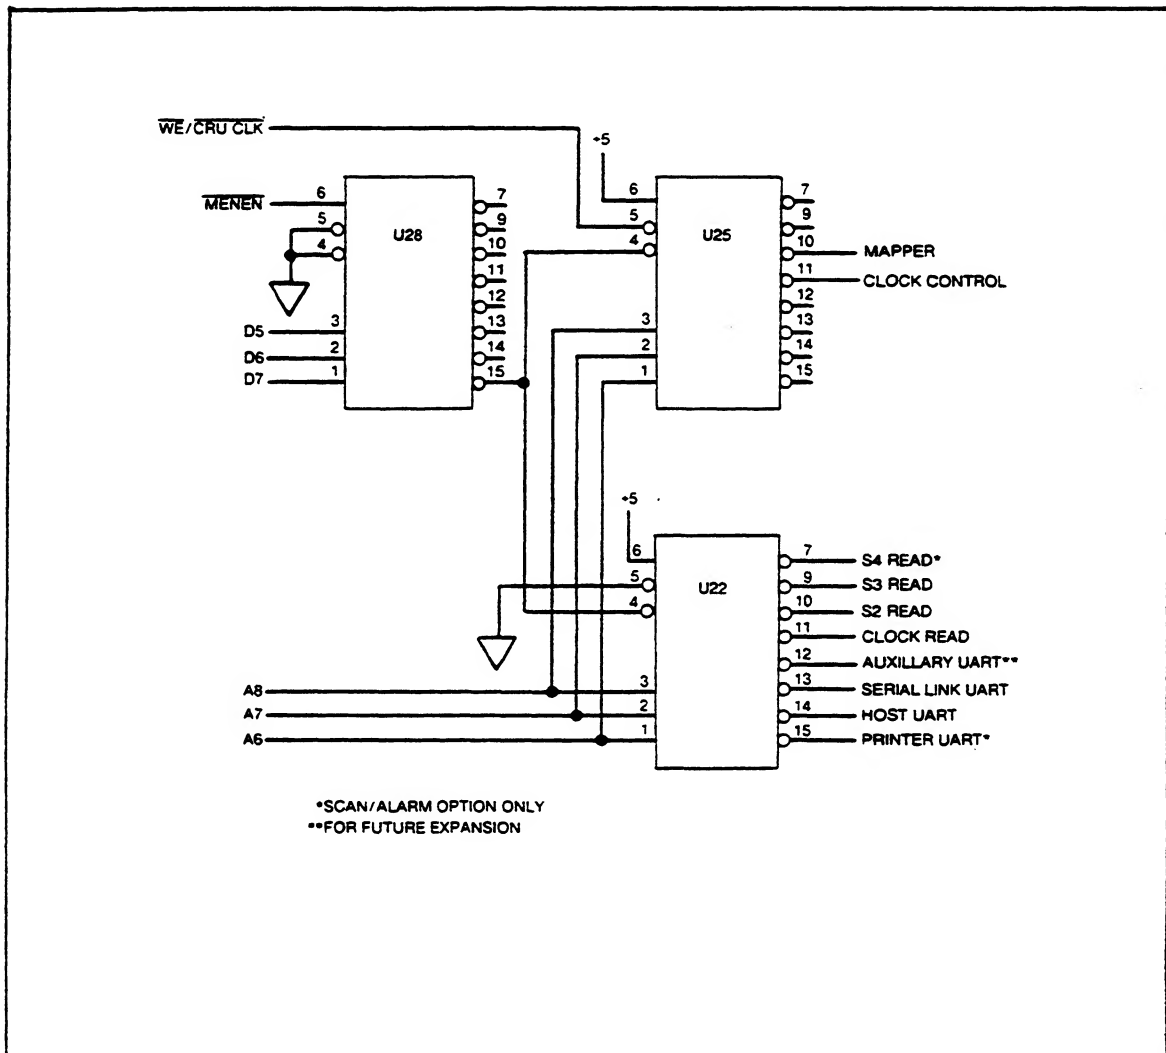 WE/CRU CLK
+5
MENEN
6
5
4
3
2
1
U28
7
9
10
11
12
13
14
15
D5
D6
D7
6
5
4
3
2
1
U25
7
9
10
11
12
13
14
15
MAPPER
CLOCK CONTROL
+5
6
5
4
3
2
1
U22
7 S4 READ*
9 S3 READ
10 S2 READ
11 CLOCK READ
12 AUXILLARY UART**
13 SERIAL LINK UART
14 HOST UART
15 PRINTER UART*
A8
A7
A6
*SCAN/ALARM OPTION ONLY
**FOR FUTURE EXPANSION